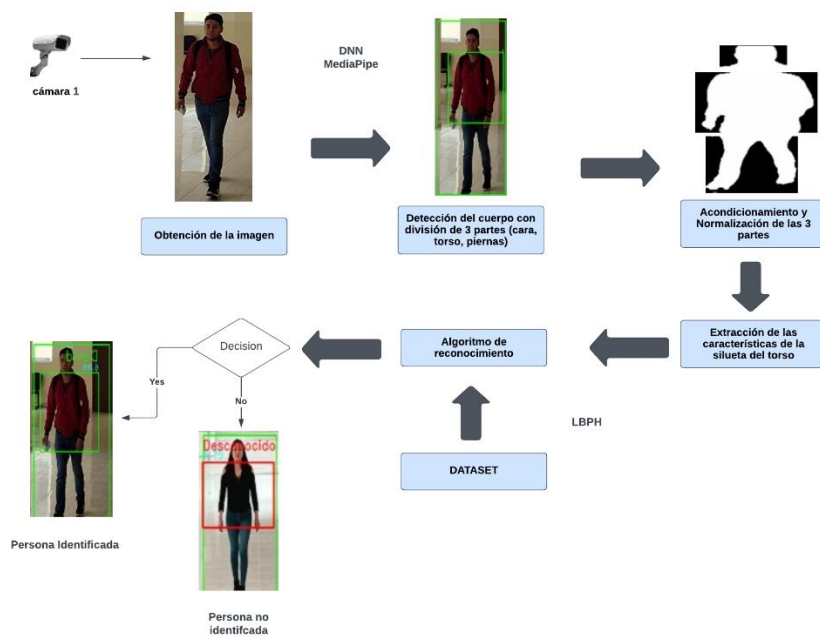 cámara 1
DNN
MediaPipe
Obtención de la imagen
Detección del cuerpo con
división de 3 partes (cara,
torso, piernas)
Acondicionamiento y
Normalización de las 3
partes
Extracción de las
características de la
silueta del torso
LBPH
Algoritmo de
reconocimiento
DATASET
Decision
Yes
No
Desconocido
Persona Identificada
Persona no
identifcada